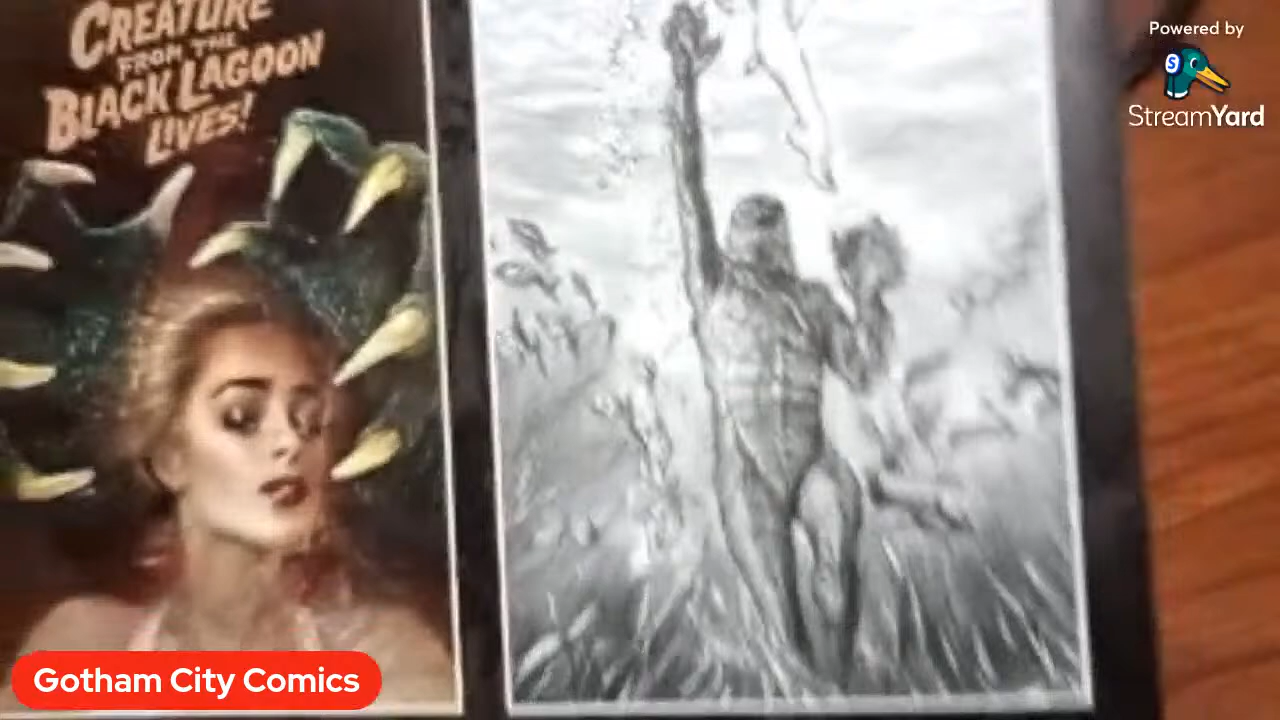 CREATURE
FROM THE
BLACK LAGOON
LIVES!
Powered by
S
StreamYard
Gotham City Comics